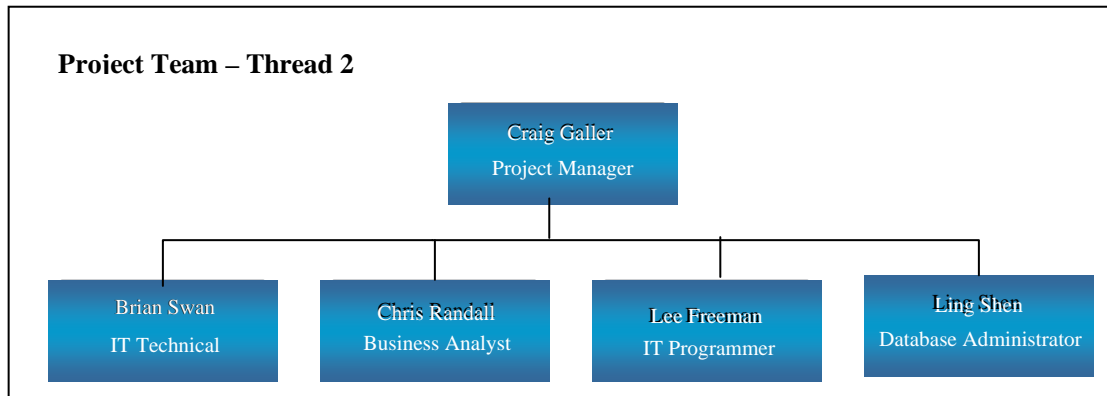 Project Team – Thread 2
Craig Galler
Project Manager
Brian Swan
IT Technical
Chris Randall
Business Analyst
Lee Freeman
IT Programmer
Ling Shen
Database Administrator